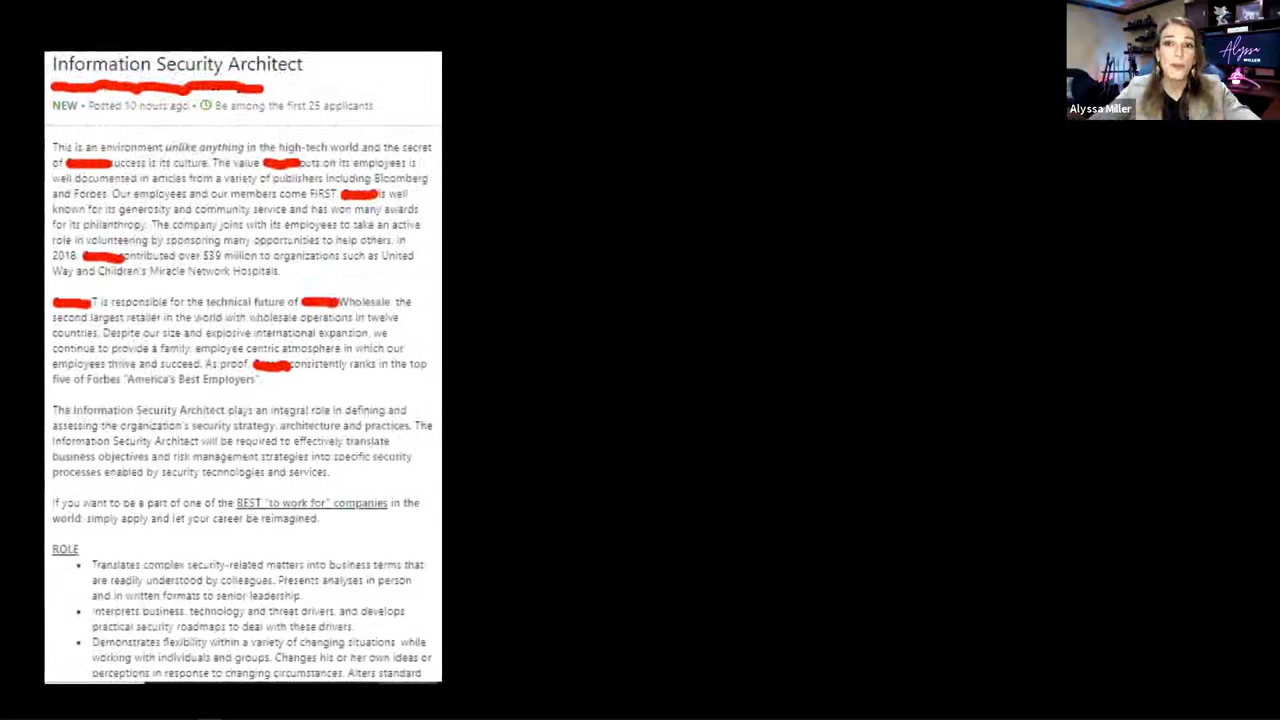 Information Security Architect
NEW • Posted 10 hours ago • Be among the first 25 applicants
This is an environment unlike anything in the high-tech world and the secret
of success is its culture. The value puts on its employees is
well documented in articles from a variety of publishers including Bloomberg
and Forbes. Our employees and our members come FIRST. is well
known for its generosity and community service and has won many awards
for its philanthropy. The company joins with its employees to take an active
role in volunteering by sponsoring many opportunities to help others. In
2018, contributed over $39 million to organizations such as United
Way and Children's Miracle Network Hospitals.
T is responsible for the technical future of Wholesale, the
second largest retailer in the world with wholesale operations in twelve
countries. Despite our size and explosive international expansion, we
continue to provide a family, employee centric atmosphere in which our
employees thrive and succeed. As proof, consistently ranks in the top
five of Forbes "America's Best Employers".
The Information Security Architect plays an integral role in defining and
assessing the organization's security strategy, architecture and practices. The
Information Security Architect will be required to effectively translate
business objectives and risk management strategies into specific security
processes enabled by security technologies and services.
If you want to be a part of one of the BEST "to work for" companies in the
world, simply apply and let your career be reimagined.
ROLE
• Translates complex security-related matters into business terms that
are readily understood by colleagues. Presents analyses in person
and in written formats to senior leadership.
• Interprets business, technology and threat drivers, and develops
practical security roadmaps to deal with these drivers.
• Demonstrates flexibility within a variety of changing situations, while
working with individuals and groups. Changes his or her own ideas or
perceptions in response to changing circumstances. Alters standard
Alyssa
MILLER
Alyssa Miller